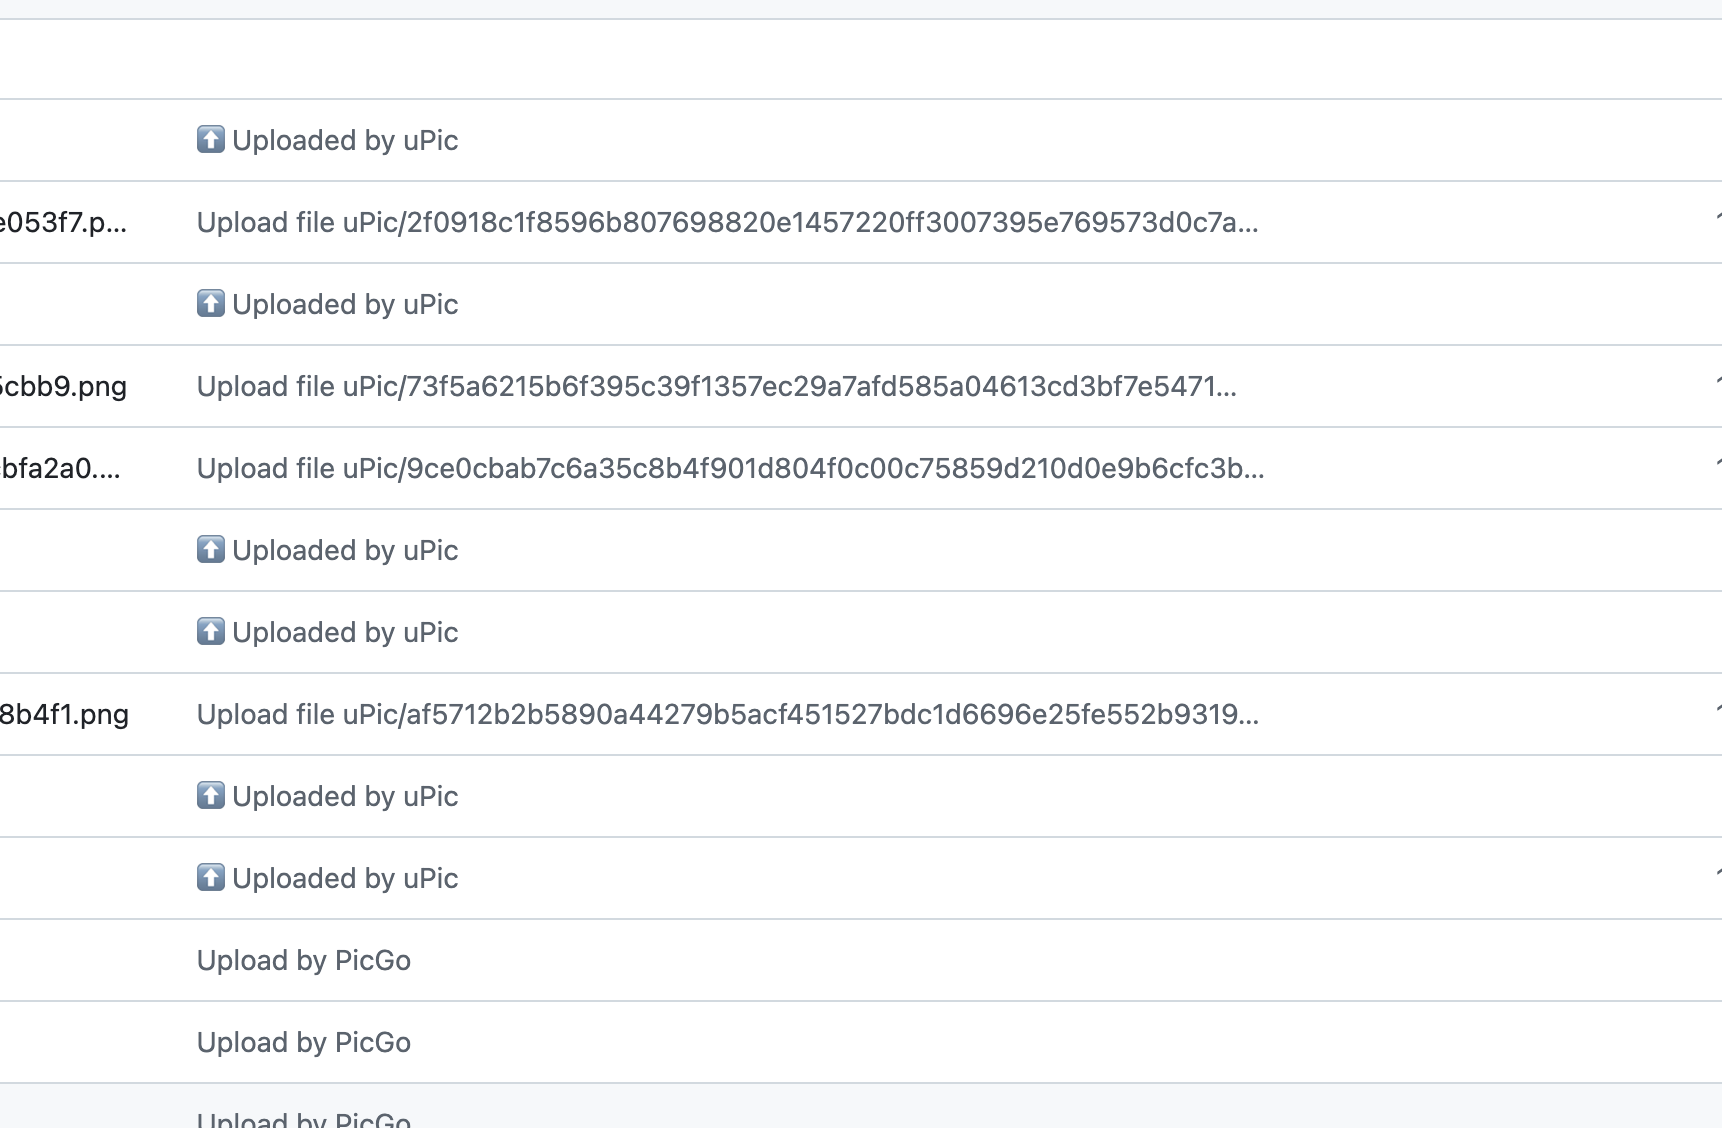 ⬆️ Uploaded by uPic
e053f7.p... Upload file uPic/2f0918c1f8596b807698820e1457220ff3007395e769573d0c7a...
⬆️ Uploaded by uPic
5cbb9.png Upload file uPic/73f5a6215b6f395c39f1357ec29a7afd585a04613cd3bf7e5471...
bfa2a0.... Upload file uPic/9ce0cbab7c6a35c8b4f901d804f0c00c75859d210d0e9b6cfc3b...
⬆️ Uploaded by uPic
⬆️ Uploaded by uPic
8b4f1.png Upload file uPic/af5712b2b5890a44279b5acf451527bdc1d6696e25fe552b9319...
⬆️ Uploaded by uPic
⬆️ Uploaded by uPic
Upload by PicGo
Upload by PicGo
Upload by PicGo